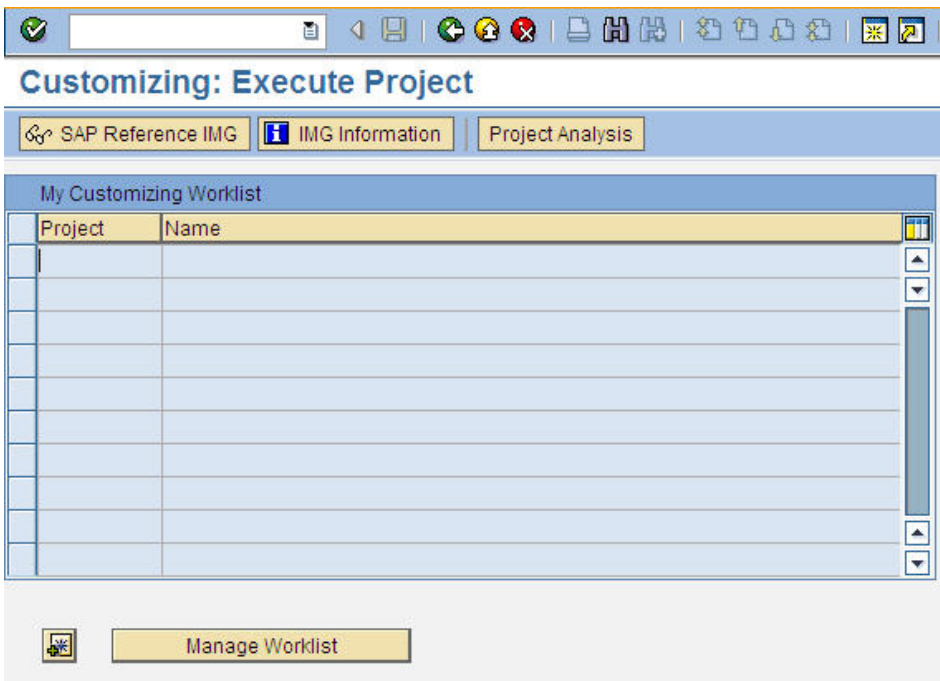 Customizing: Execute Project
SAP Reference IMG IMG Information Project Analysis
My Customizing Worklist
Project Name
Manage Worklist